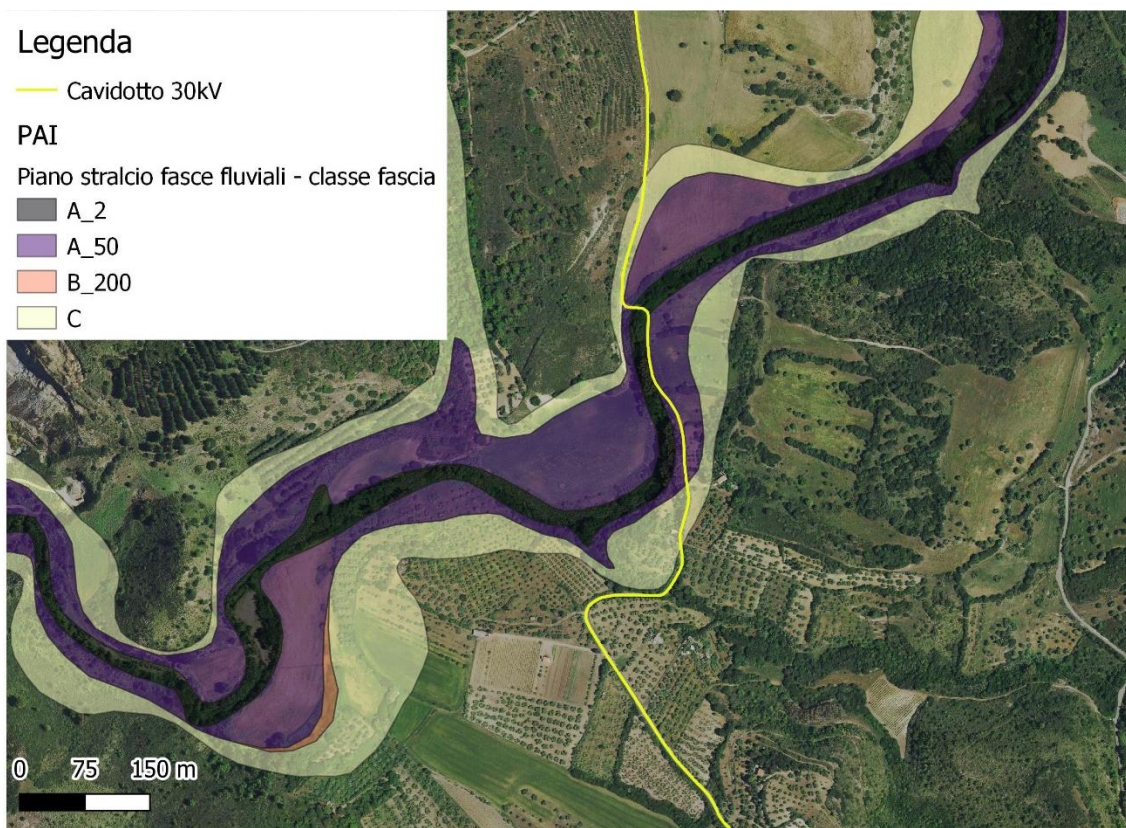 Legenda
Cavidotto 30kV
PAI
Piano stralcio fasce fluviali - classe fascia
A_2
A_50
B_200
C
0 75 150 m